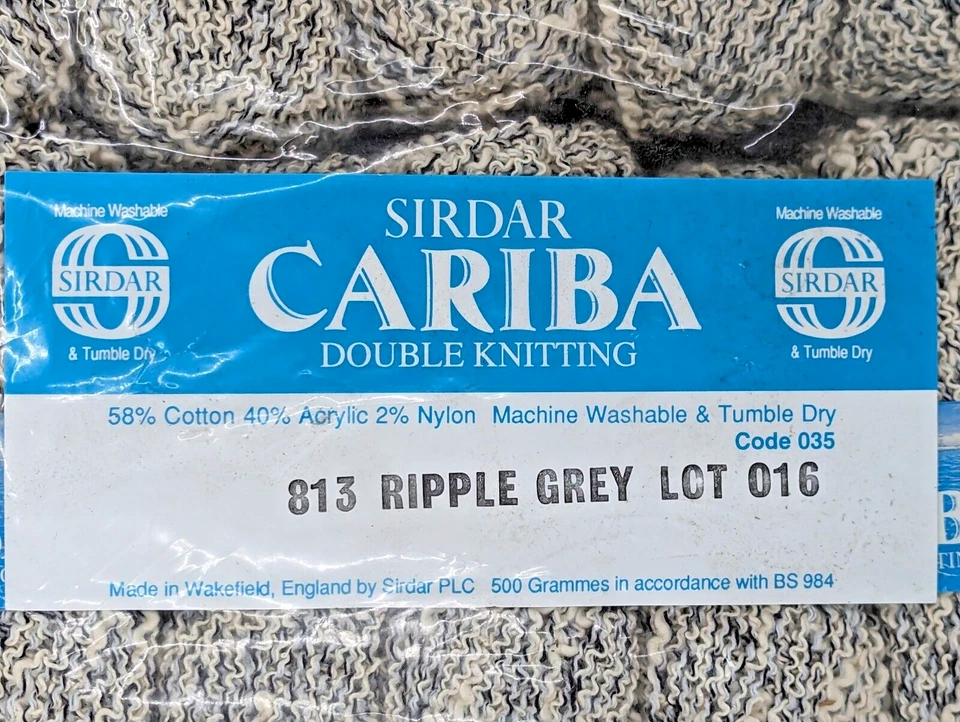 Machine Washable
SIRDAR
& Tumble Dry
SIRDAR
CARIBA
DOUBLE KNITTING
Machine Washable
SIRDAR
& Tumble Dry
58% Cotton 40% Acrylic 2% Nylon Machine Washable & Tumble Dry
Code 035
813 RIPPLE GREY LOT 016
Made in Wakefield, England by Sirdar PLC 500 Grammes in accordance with BS 984